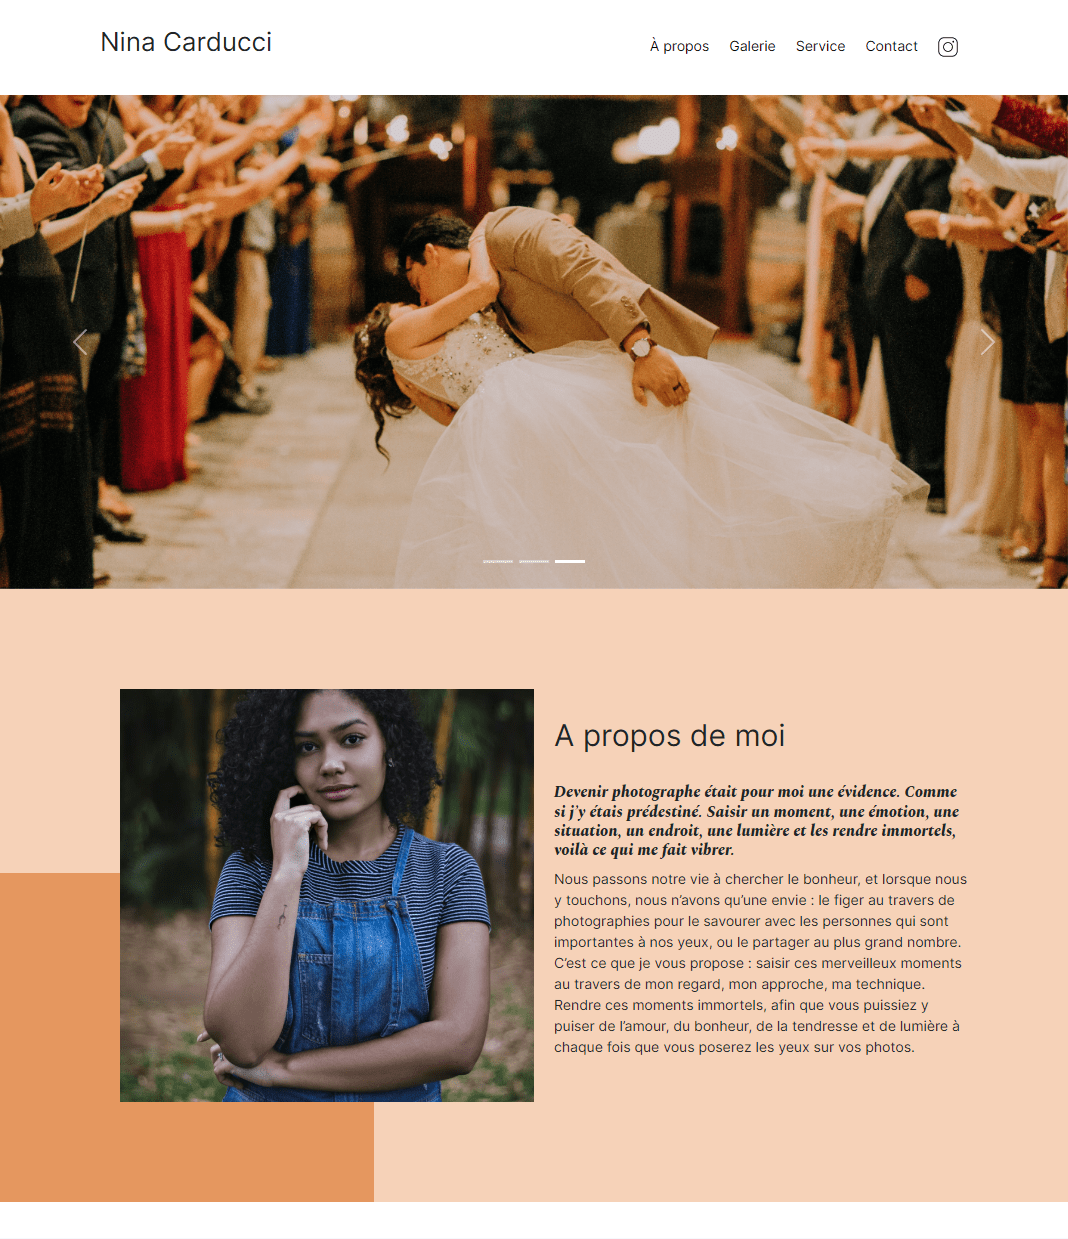 Nina Carducci
À propos Galerie Service Contact
A propos de moi
Devenir photographe était pour moi une évidence. Comme
si j’y étais prédestiné. Saisir un moment, une émotion, une
situation, un endroit, une lumière et les rendre immortels,
voilà ce qui me fait vibrer.
Nous passons notre vie à chercher le bonheur, et lorsque nous
y touchons, nous n’avons qu’une envie : le figer au travers de
photographies pour le savourer avec les personnes qui sont
importantes à nos yeux, ou le partager au plus grand nombre.
C’est ce que je vous propose : saisir ces merveilleux moments
au travers de mon regard, mon approche, ma technique.
Rendre ces moments immortels, afin que vous puissiez y
puiser de l’amour, du bonheur, de la tendresse et de lumière à
chaque fois que vous poserez les yeux sur vos photos.